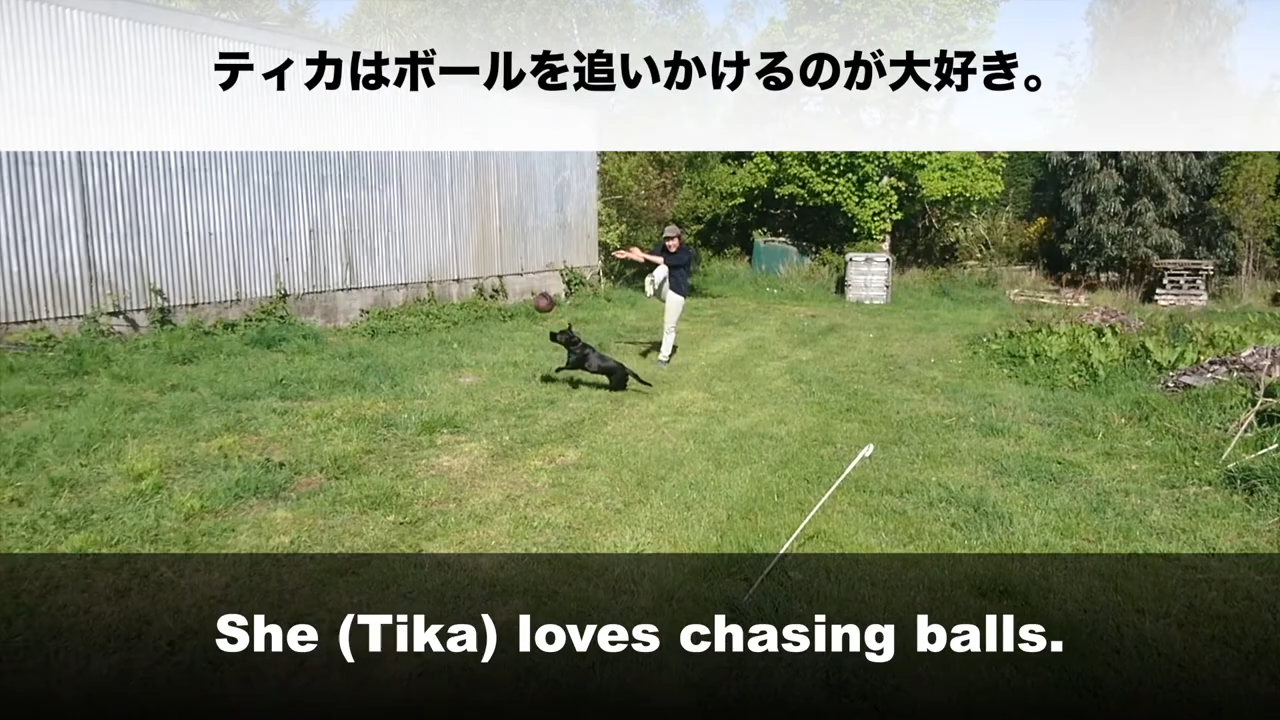 ティカはボールを追いかけるのが大好き。
She (Tika) loves chasing balls.